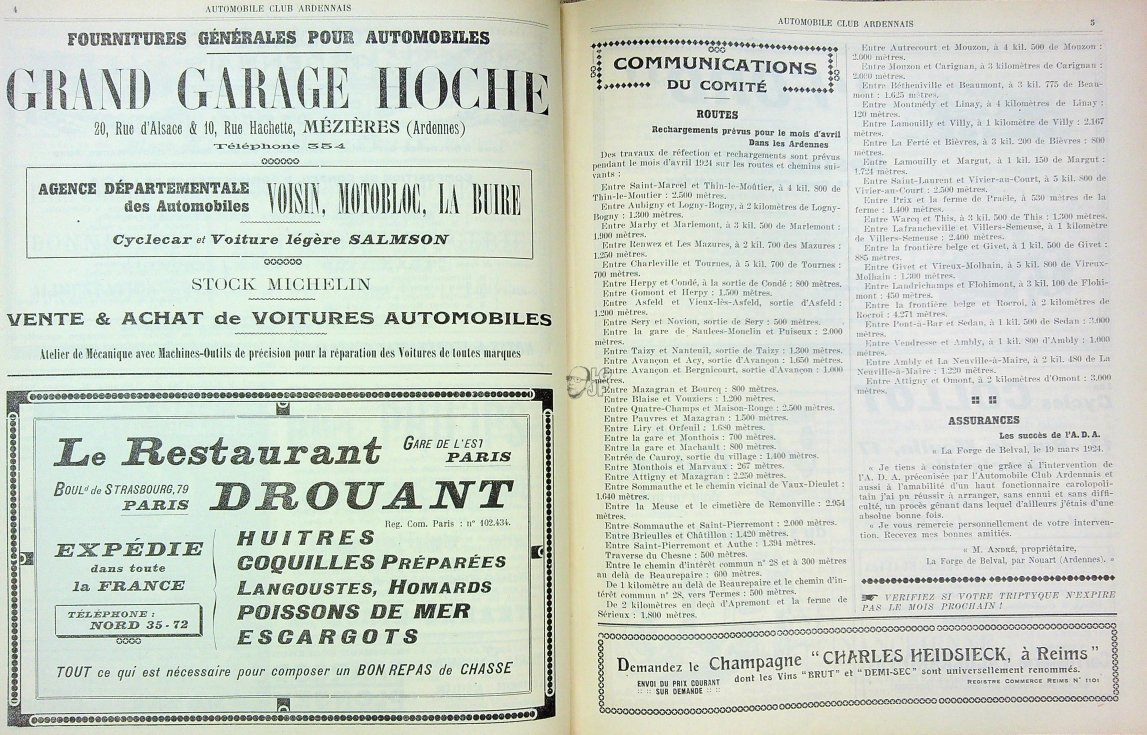 4
AUTOMOBILE CLUB ARDENNAIS
FOURNITURES GÉNÉRALES POUR AUTOMOBILES
GRAND GARAGE HOCHE
20, Rue d'Alsace & 10, Rue Hachette, MÉZIÈRES (Ardennes)
Téléphone 354
AGENCE DÉPARTEMENTALE
des Automobiles
VOISIN, MOTOBLOC, LA BUIRE
Cyclecar et Voiture légère SALMSON
STOCK MICHELIN
VENTE & ACHAT de VOITURES AUTOMOBILES
Atelier de Mécanique avec Machines-Outils de précision pour la réparation des Voitures de toutes marques
Le Restaurant
GARE DE L'EST
PARIS
BOULd de STRASBOURG, 79
PARIS
DROUANT
Reg. Com. Paris : n° 102.434.
EXPÉDIE
dans toute
la FRANCE
TÉLÉPHONE :
NORD 35-72
HUITRES
COQUILLES PRÉPARÉES
LANGOUSTES, HOMARDS
POISSONS DE MER
ESCARGOTS
TOUT ce qui est nécessaire pour composer un BON REPAS de CHASSE
AUTOMOBILE CLUB ARDENNAIS
5
COMMUNICATIONS
DU COMITÉ
ROUTES
Rechargements prévus pour le mois d'avril
Dans les Ardennes
Des travaux de réfection et rechargements sont prévus
pendant le mois d'avril 1924 sur les routes et chemins sui-
vants :
Entre Saint-Marcel et Thin-le-Moûtier, à 4 kil. 800 de
Thin-le-Moutier : 2.500 mètres.
Entre Aubigny et Logny-Bogny, à 2 kilomètres de Logny-
Bogny : 1.300 mètres.
Entre Marby et Marlemont, à 3 kil. 500 de Marlemont :
1.900 mètres.
Entre Renwez et Les Mazures, à 2 kil. 700 des Mazures :
1.250 mètres.
Entre Charleville et Tournes, à 5 kil. 700 de Tournes :
700 mètres.
Entre Herpy et Condé, à la sortie de Condé : 800 mètres.
Entre Gomont et Herpy : 1.500 mètres.
Entre Asfeld et Vieux-lès-Asfeld, sortie d'Asfeld :
1.200 mètres.
Entre Sery et Novion, sortie de Sery : 500 mètres.
Entre la gare de Saulces-Monclin et Puiseux : 2.000
mètres.
Entre Taizy et Nanteuil, sortie de Taizy : 1.300 mètres.
Entre Avançon et Acy, sortie d'Avançon : 1.650 mètres.
Entre Avançon et Bergnicourt, sortie d'Avançon : 1.000
mètres.
Entre Mazagran et Bourcq : 800 mètres.
Entre Blaise et Vouziers : 1.200 mètres.
Entre Quatre-Champs et Maison-Rouge : 2.500 mètres.
Entre Pauvres et Mazagran : 1.500 mètres.
Entre Liry et Orfeuil : 1.680 mètres.
Entre la gare et Monthois : 700 mètres.
Entre la gare et Machault : 800 mètres.
Entrée de Cauroy, sortie du village : 1.400 mètres.
Entre Monthois et Marvaux : 267 mètres.
Entre Attigny et Mazagran : 2.250 mètres.
Entre Sommauthe et le chemin vicinal de Vaux-Dieulet :
1.640 mètres.
Entre la Meuse et le cimetière de Remonville : 2.954
mètres.
Entre Sommauthe et Saint-Pierremont : 2.000 mètres.
Entre Brieulles et Châtillon : 1.420 mètres.
Entre Saint-Pierremont et Authe : 1.394 mètres.
Traverse du Chesne : 500 mètres.
Entre le chemin d'intérêt commun n° 28 et à 300 mètres
au delà de Beaurepaire : 600 mètres.
De 1 kilomètre au delà de Beaurepaire et le chemin d'in-
térêt commun n° 28, vers Termes : 500 mètres.
De 2 kilomètres en deçà d'Apremont et la ferme de
Sérieux : 1.800 mètres.
Entre Autrecourt et Mouzon, à 4 kil. 500 de Mouzon :
2.000 mètres.
Entre Mouzon et Carignan, à 3 kilomètres de Carignan :
2.000 mètres.
Entre Bétheniville et Beaumont, à 3 kil. 775 de Beau-
mont : 1.625 mètres.
Entre Montmédy et Linay, à 4 kilomètres de Linay :
120 mètres.
Entre Lamouilly et Villy, à 1 kilomètre de Villy : 2.167
mètres.
Entre La Ferté et Bièvres, à 3 kil. 200 de Bièvres : 800
mètres.
Entre Lamouilly et Margut, à 1 kil. 150 de Margut :
1.724 mètres.
Entre Saint-Laurent et Vivier-au-Court, à 5 kil. 800 de
Vivier-au-Court : 2.500 mètres.
Entre Prix et la ferme de Praële, à 530 mètres de la
ferme : 1.400 mètres.
Entre Warcq et This, à 3 kil. 500 de This : 1.300 mètres.
Entre Lafrancheville et Villers-Semeuse, à 1 kilomètre
de Villers-Semeuse : 2.400 mètres.
Entre la frontière belge et Givet, à 1 kil. 500 de Givet :
885 mètres.
Entre Givet et Vireux-Molhain, à 5 kil. 800 de Vireux-
Molhain : 1.300 mètres.
Entre Landrichamps et Flohimont, à 3 kil. 100 de Flohi-
mont : 450 mètres.
Entre la frontière belge et Rocroi, à 2 kilomètres de
Rocroi : 4.271 mètres.
Entre Pont-à-Bar et Sedan, à 1 kil. 500 de Sedan : 3.000
mètres.
Entre Vendresse et Ambly, à 1 kil. 800 d'Ambly : 1.000
mètres.
Entre Ambly et La Neuville-à-Maire, à 2 kil. 480 de La
Neuville-à-Maire : 1.220 mètres.
Entre Attigny et Omont, à 2 kilomètres d'Omont : 3.000
mètres.
ASSURANCES
Les succès de l'A. D. A.
« La Forge de Belval, le 19 mars 1924.
« Je tiens à constater que grâce à l'intervention de
l'A. D. A. préconisée par l'Automobile Club Ardennais et
aussi à l'amabilité d'un haut fonctionnaire carolopoli-
tain j'ai pu réussir à arranger, sans ennui et sans diffi-
culté, un procès gênant dans lequel d'ailleurs j'étais d'une
absolue bonne fois.
« Je vous remercie personnellement de votre interven-
tion. Recevez mes bonnes amitiés.
« M. ANDRÉ, propriétaire,
La Forge de Belval, par Nouart (Ardennes). »
VERIFIEZ SI VOTRE TRIPTYQUE N'EXPIRE
PAS LE MOIS PROCHAIN !
Demandez le Champagne "CHARLES HEIDSIECK, à Reims"
ENVOI DU PRIX COURANT
:: :: SUR DEMANDE :: ::
dont les Vins "BRUT" et "DEMI-SEC" sont universellement renommés.
REGISTRE COMMERCE REIMS N° 1101